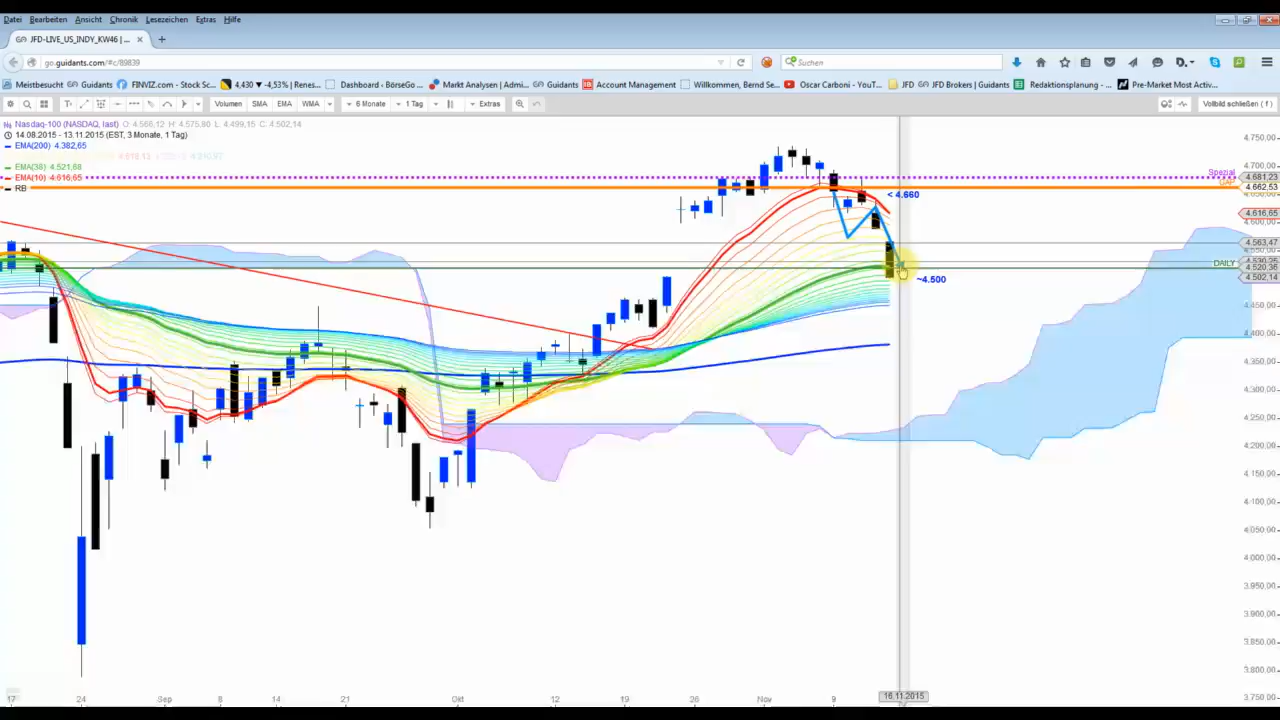 Datei Bearbeiten Ansicht Chronik Lesezeichen Extras Hilfe
JFD-LIVE_US_INDY_KW46 | ...
go.guidants.com/#c/89839
Suchen
Meistbesucht Guidants FINVIZ.com - Stock Sc... 4,430 ▼ -4,53% | Renes... Dashboard - BörseGo... Markt Analysen | Admi... Guidants Account Management Willkommen, Bernd Se... Oscar Carboni - YouT... JFD JFD Brokers | Guidants Redaktionsplanung - ... Pre-Market Most Activ...
Volumen SMA EMA WMA 6 Monate 1 Tag Extras Vollbild schließen ( f )
Nasdaq-100 (NASDAQ, last) O: 4.566,12 H: 4.575,80 L: 4.499,15 C: 4.502,14
14.08.2015 - 13.11.2015 (EST, 3 Monate, 1 Tag)
EMA(200) 4.382,65
EMA(38) 4.521,68
EMA(10) 4.616,65
RB
4.750,00
4.700,00
Spezial
4.681,23
GAP
4.662,53
< 4.660
4.616,65
4.600,00
4.563,47
DAILY
4.530,25
4.520,36
4.502,14
~4.500
4.400,00
4.350,00
4.300,00
4.250,00
4.200,00
4.150,00
4.100,00
4.050,00
4.000,00
3.950,00
3.900,00
3.850,00
3.800,00
3.750,00
17 24 Sep 8 14 21 Okt 12 19 26 Nov 9 16.11.2015